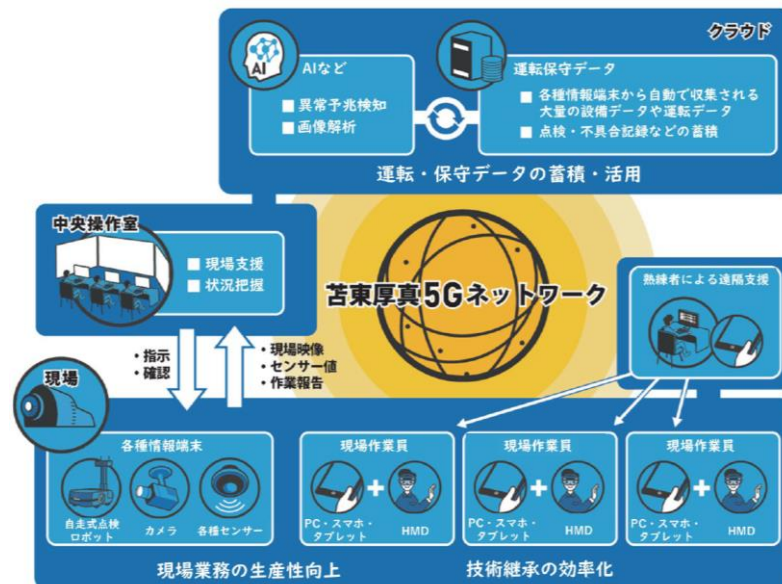 クラウド
AI
AIなど
■ 異常予兆検知
■ 画像解析
運転保守データ
■ 各種情報端末から自動で収集される
大量の設備データや運転データ
■ 点検・不具合記録などの蓄積
運転・保守データの蓄積・活用
中央操作室
■ 現場支援
■ 状況把握
苫東厚真5Gネットワーク
熟練者による遠隔支援
・指示
・確認
・現場映像
・センサー値
・作業報告
現場
各種情報端末
自走式点検
ロボット
カメラ
各種センサー
現場作業員
PC・スマホ・
タブレット
+
HMD
現場作業員
PC・スマホ・
タブレット
+
HMD
現場作業員
PC・スマホ・
タブレット
+
HMD
現場業務の生産性向上
技術継承の効率化